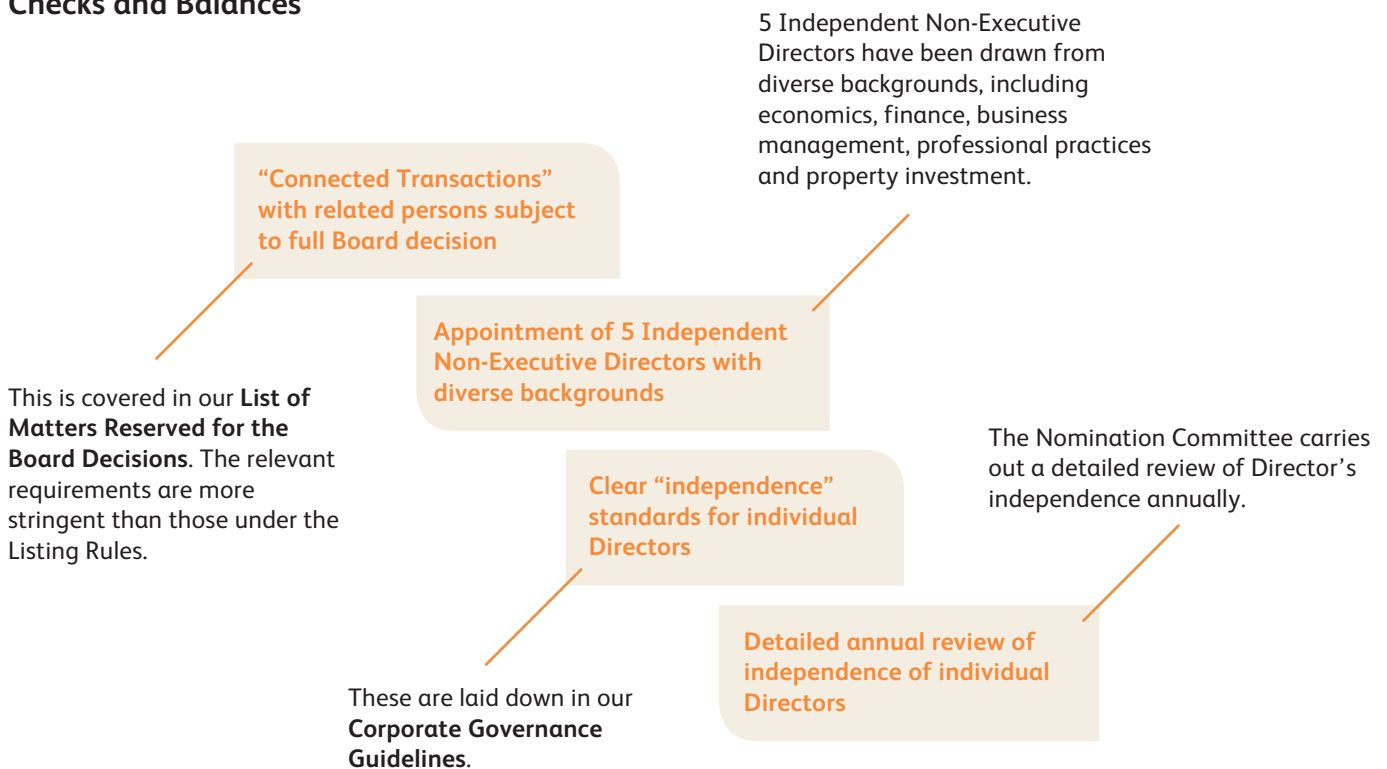 Checks and Balances
5 Independent Non-Executive
Directors have been drawn from
diverse backgrounds, including
economics, finance, business
management, professional practices
and property investment.
“Connected Transactions”
with related persons subject
to full Board decision
Appointment of 5 Independent
Non-Executive Directors with
diverse backgrounds
This is covered in our List of
Matters Reserved for the
Board Decisions. The relevant
requirements are more
stringent than those under the
Listing Rules.
The Nomination Committee carries
out a detailed review of Director’s
independence annually.
Clear “independence”
standards for individual
Directors
Detailed annual review of
independence of individual
Directors
These are laid down in our
Corporate Governance
Guidelines.